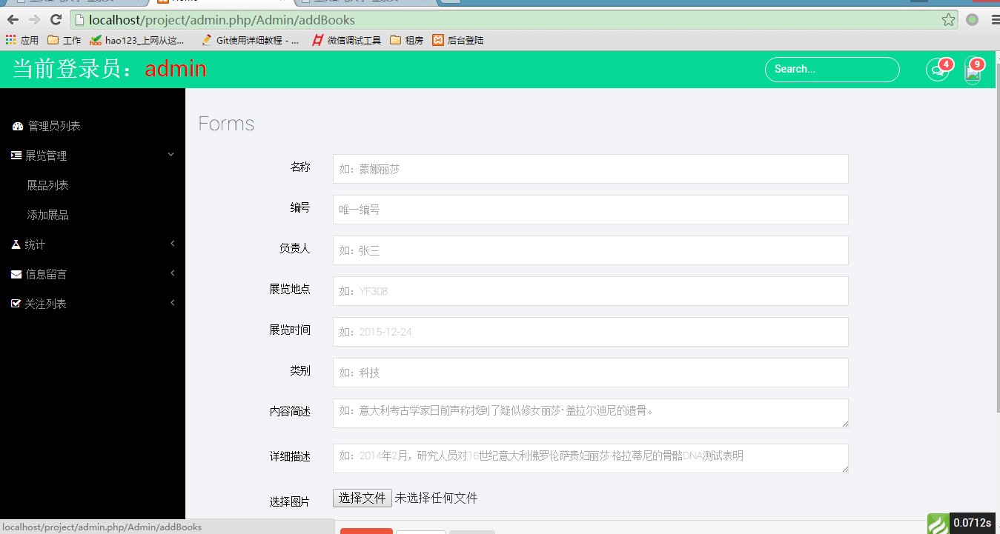 localhost/project/admin.php/Admin/addBooks
应用 工作 hao123_上网从这... Git使用详细教程 - ... 微信调试工具 租房 后台登陆
当前登录员：admin
Search...
4
9
管理员列表
展览管理
展品列表
添加展品
统计
信息留言
关注列表
Forms
名称 如：蒙娜丽莎
编号 唯一编号
负责人 如：张三
展览地点 如：YF308
展览时间 如：2015-12-24
类别 如：科技
内容简述 如：意大利考古学家日前声称找到了疑似修女丽莎·盖拉尔迪尼的遗骨。
详细描述 如：2014年2月，研究人员对16世纪意大利佛罗伦萨贵妇丽莎·格拉蒂尼的骨骼DNA测试表明
选择图片 选择文件 未选择任何文件
localhost/project/admin.php/Admin/addBooks
0.0712s